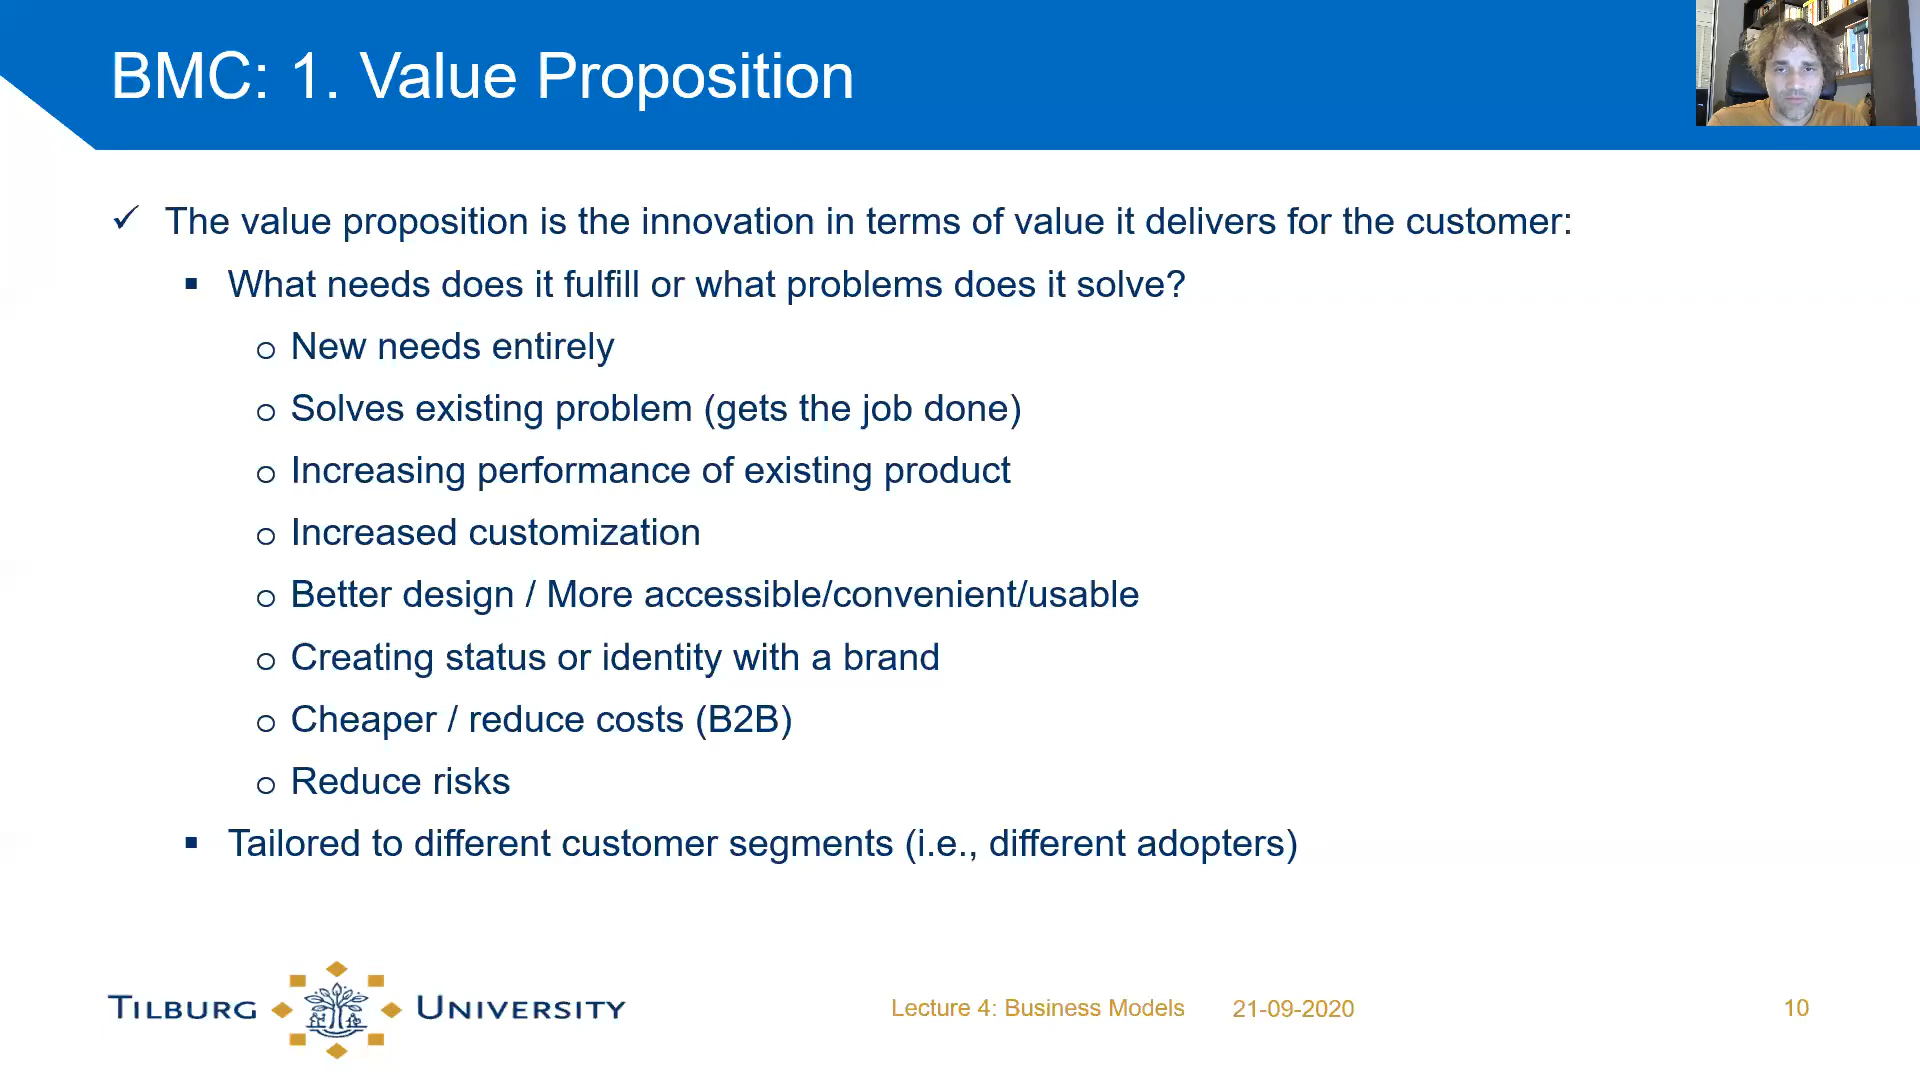 BMC: 1. Value Proposition
✓ The value proposition is the innovation in terms of value it delivers for the customer:
▪ What needs does it fulfill or what problems does it solve?
o New needs entirely
o Solves existing problem (gets the job done)
o Increasing performance of existing product
o Increased customization
o Better design / More accessible/convenient/usable
o Creating status or identity with a brand
o Cheaper / reduce costs (B2B)
o Reduce risks
▪ Tailored to different customer segments (i.e., different adopters)
TILBURG UNIVERSITY
Lecture 4: Business Models 21-09-2020 10